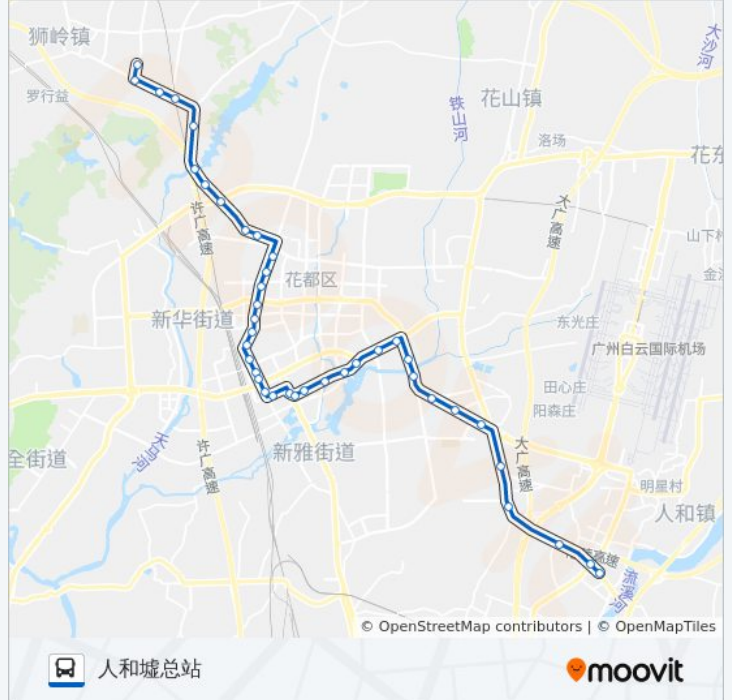 狮岭镇
大沙河
罗行益
铁山河
花山镇
洛场
花东
许广高速
大广高速
山下村
花都区
金
新华街道
东光庄
广州白云国际机场
田心庄
阳森庄
天马河
许广高速
新雅街道
大广高速
全街道
明星村
人和镇
高速
流溪河
© OpenStreetMap contributors | © OpenMapTiles
人和墟总站
moovit